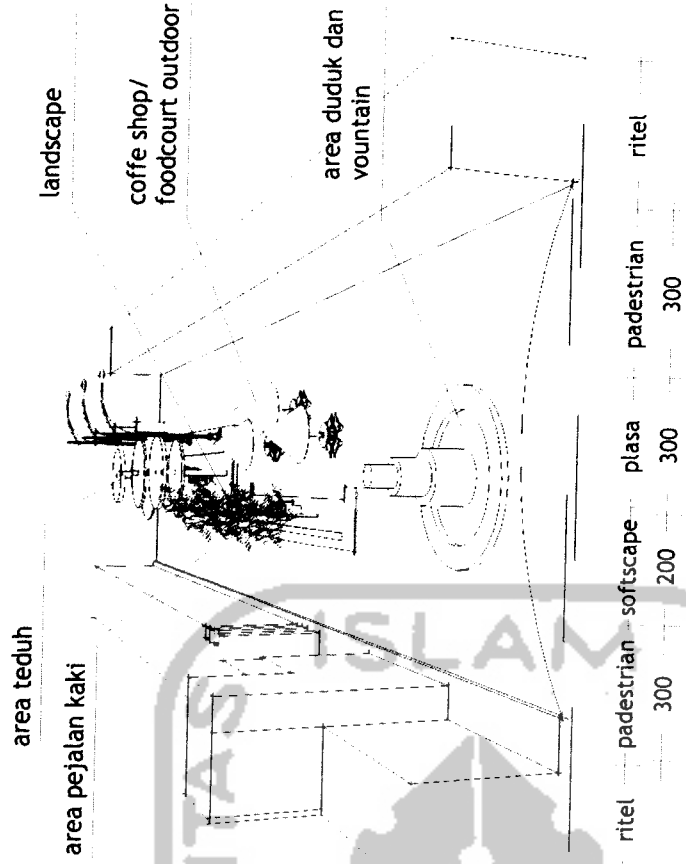 area teduh
area pejalan kaki
landscape
coffe shop/
foodcourt outdoor
area duduk dan
vountain
ritel
padestrian
softscape
plasa
padestrian
ritel
300
200
300
300
ISLAM
ITAS